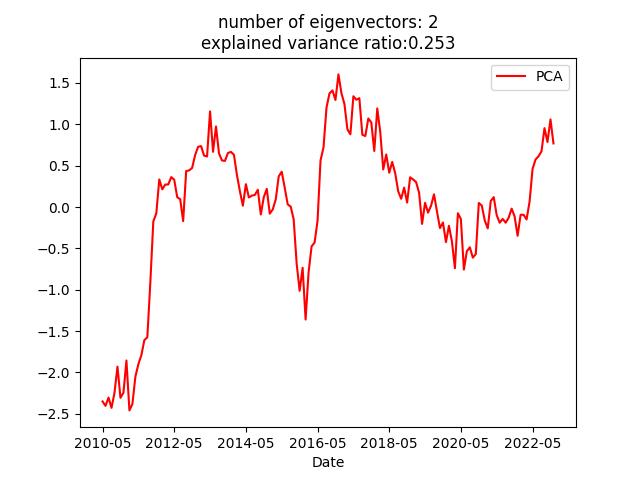 number of eigenvectors: 2
explained variance ratio:0.253
PCA
1.5
1.0
0.5
0.0
−0.5
−1.0
−1.5
−2.0
−2.5
2010-05 2012-05 2014-05 2016-05 2018-05 2020-05 2022-05
Date